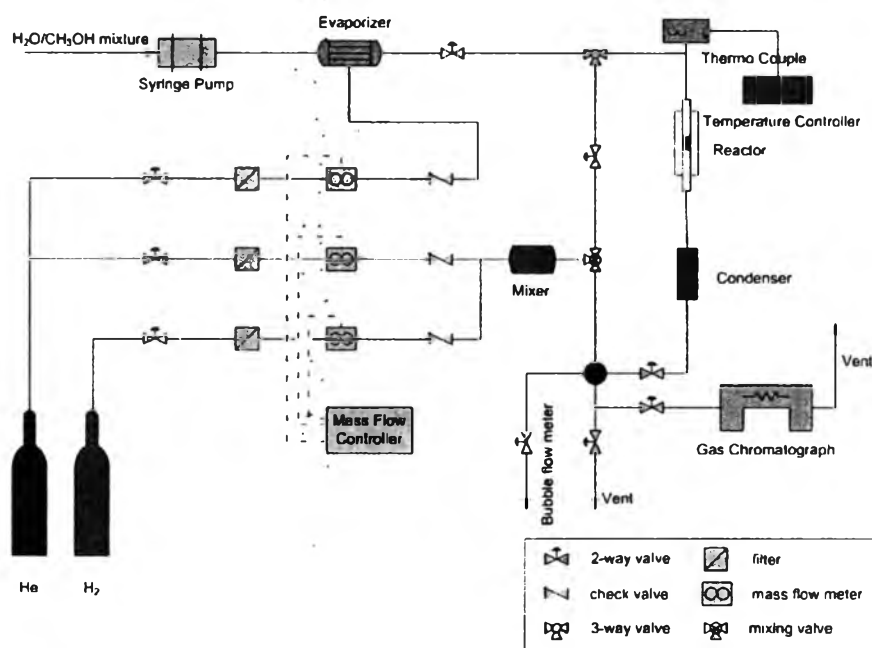 Evaporizer
H₂O/CH₃OH mixture
Syringe Pump
Thermo Couple
Temperature Controller
Reactor
Mixer
Condenser
Mass Flow
Controller
Bubble flow meter
Vent
Vent
Gas Chromatograph
He
H₂
2-way valve
filter
check valve
mass flow meter
3-way valve
mixing valve